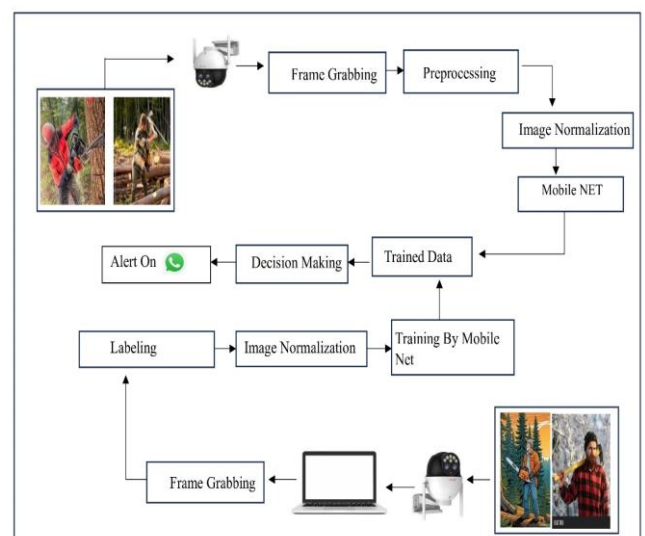 Frame Grabbing
Preprocessing
Image Normalization
Mobile NET
Trained Data
Decision Making
Alert On
Labeling
Image Normalization
Training By Mobile
Net
Frame Grabbing